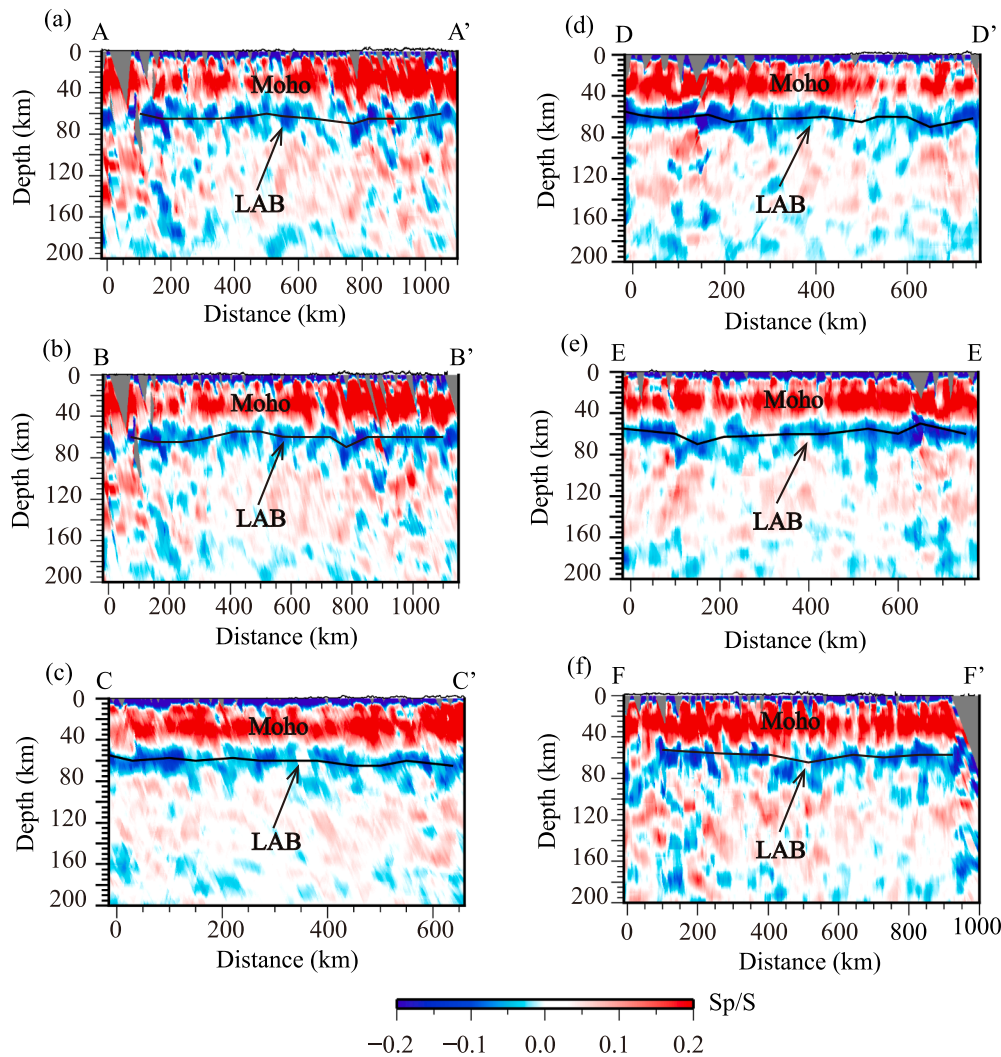 (a)
A A’
0
40
80
120
160
200
Depth (km)
Moho
LAB
0 200 400 600 800 1000
Distance (km)
(d)
D D’
0
40
80
120
160
200
Depth (km)
Moho
LAB
0 200 400 600
Distance (km)
(b)
B B’
0
40
80
120
160
200
Depth (km)
Moho
LAB
0 200 400 600 800 1000
Distance (km)
(e)
E E’
0
40
80
120
160
200
Depth (km)
Moho
LAB
0 200 400 600
Distance (km)
(c)
C C’
0
40
80
120
160
200
Depth (km)
Moho
LAB
0 200 400 600
Distance (km)
(f)
F F’
0
40
80
120
160
200
Depth (km)
Moho
LAB
0 200 400 600 800 1000
Distance (km)
Sp/S
−0.2 −0.1 0.0 0.1 0.2